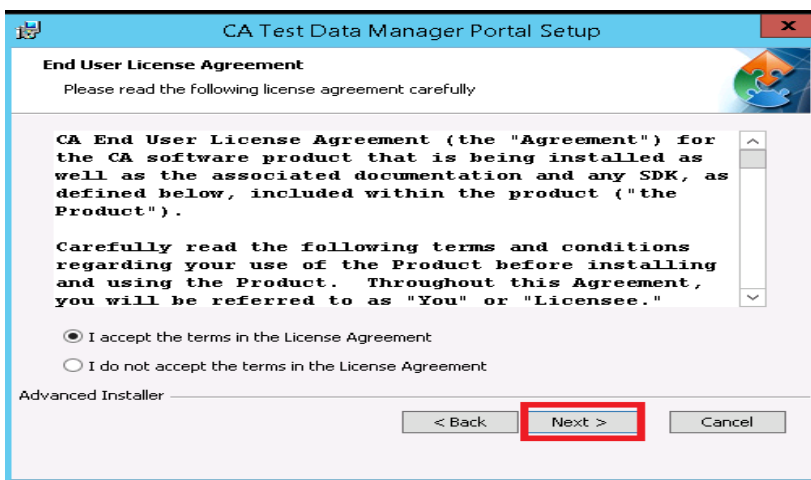 CA Test Data Manager Portal Setup
x
End User License Agreement
Please read the following license agreement carefully
CA End User License Agreement (the "Agreement") for
the CA software product that is being installed as
well as the associated documentation and any SDK, as
defined below, included within the product ("the
Product").
Carefully read the following terms and conditions
regarding your use of the Product before installing
and using the Product.  Throughout this Agreement,
you will be referred to as "You" or "Licensee."
I accept the terms in the License Agreement
I do not accept the terms in the License Agreement
Advanced Installer
< Back Next > Cancel